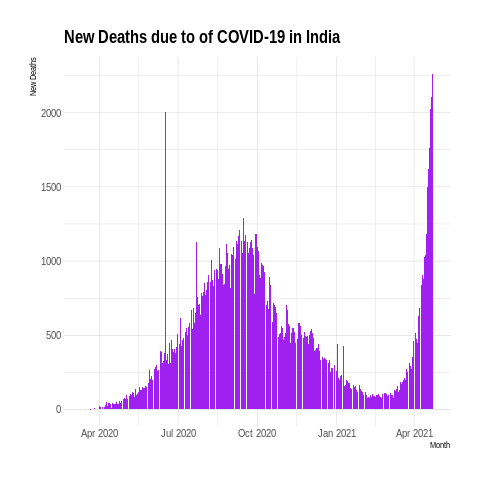 New Deaths due to of COVID-19 in India
New Deaths
2000
1500
1000
500
0
Apr 2020 Jul 2020 Oct 2020 Jan 2021 Apr 2021
Month